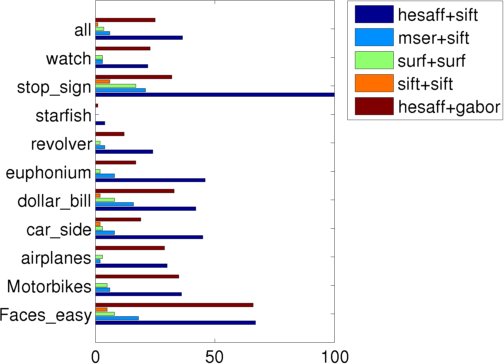 all
watch
stop_sign
starfish
revolver
euphonium
dollar_bill
car_side
airplanes
Motorbikes
Faces_easy
0 50 100
hesaff+sift
mser+sift
surf+surf
sift+sift
hesaff+gabor